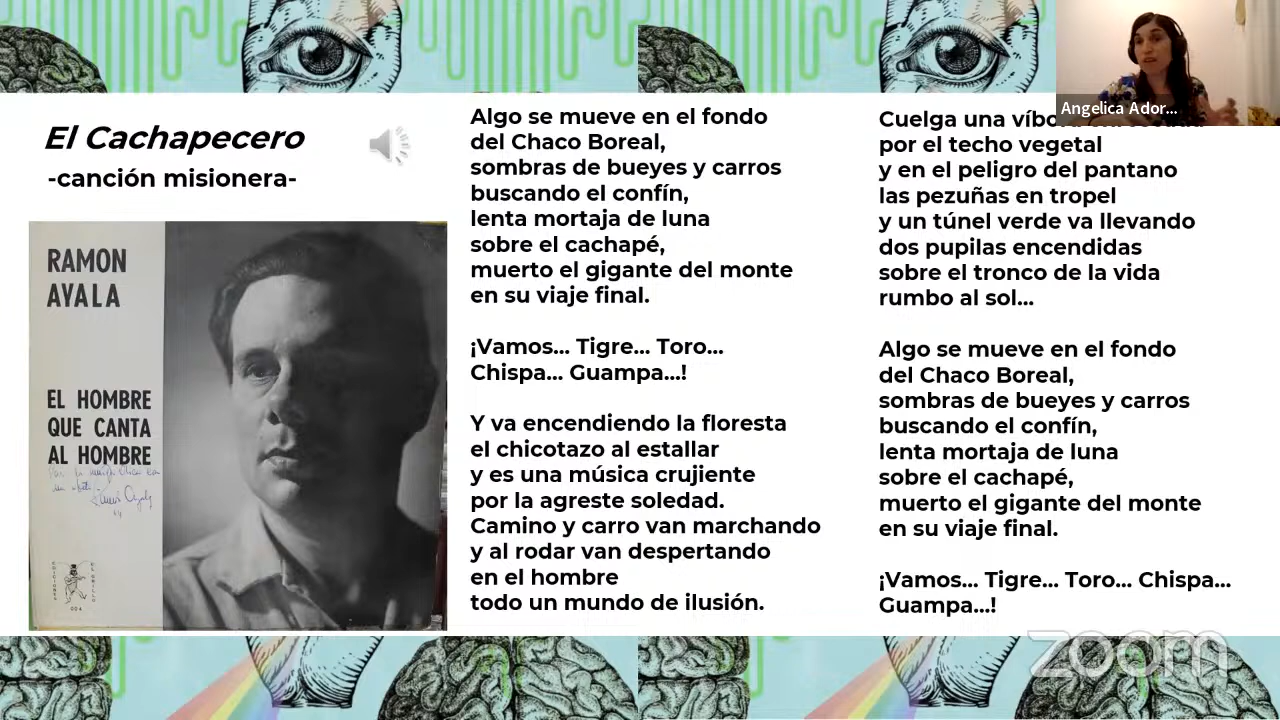 El Cachapecero
-canción misionera-
RAMON
AYALA
EL HOMBRE
QUE CANTA
AL HOMBRE
EDICIONES
EL GRILLO
004
Algo se mueve en el fondo
del Chaco Boreal,
sombras de bueyes y carros
buscando el confín,
lenta mortaja de luna
sobre el cachapé,
muerto el gigante del monte
en su viaje final.
¡Vamos... Tigre... Toro...
Chispa... Guampa...!
Y va encendiendo la floresta
el chicotazo al estallar
y es una música crujiente
por la agreste soledad.
Camino y carro van marchando
y al rodar van despertando
en el hombre
todo un mundo de ilusión.
Cuelga una
por el techo vegetal
y en el peligro del pantano
las pezuñas en tropel
y un túnel verde va llevando
dos pupilas encendidas
sobre el tronco de la vida
rumbo al sol...
Algo se mueve en el fondo
del Chaco Boreal,
sombras de bueyes y carros
buscando el confín,
lenta mortaja de luna
sobre el cachapé,
muerto el gigante del monte
en su viaje final.
¡Vamos... Tigre... Toro... Chispa...
Guampa...!
Angelica Ador...
zoom